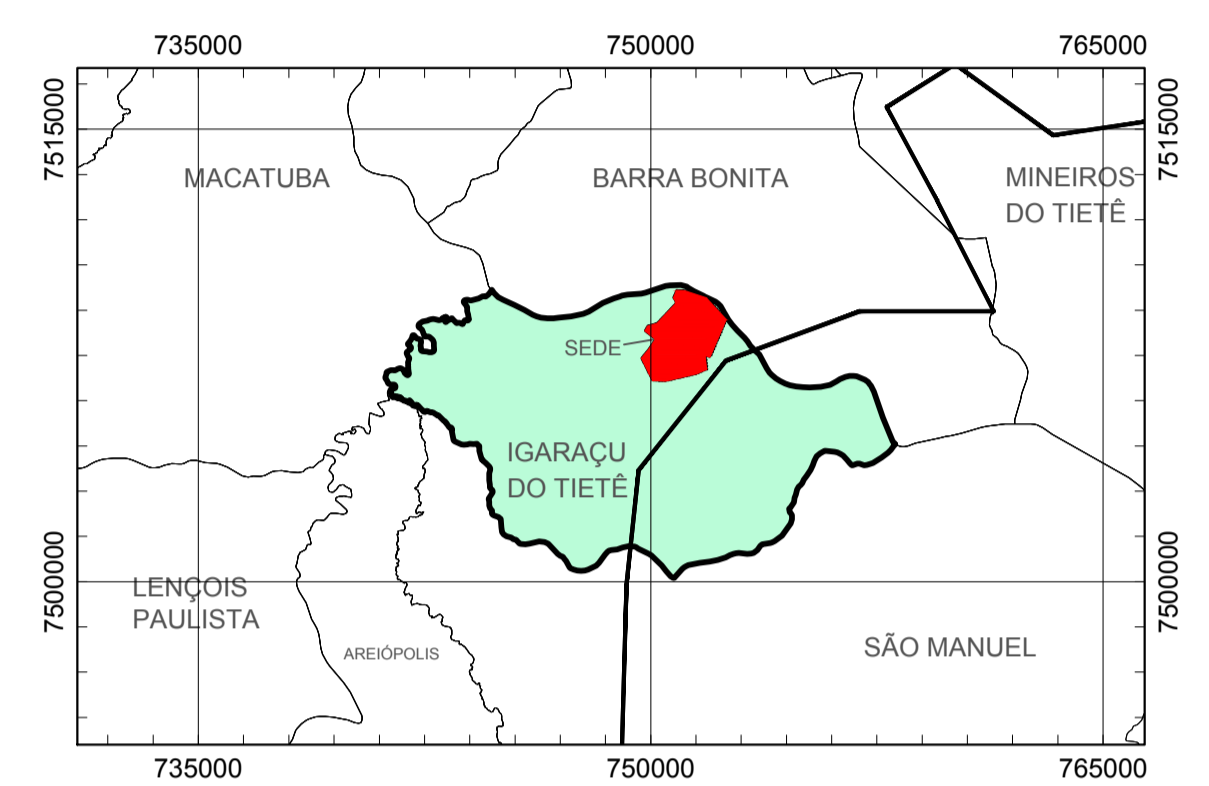 735000
750000
765000
7515000
7515000
MACATUBA
BARRA BONITA
MINEIROS
DO TIETÊ
SEDE
IGARAÇU
DO TIETÊ
7500000
7500000
LENÇOIS
PAULISTA
AREIÓPOLIS
SÃO MANUEL
735000
750000
765000